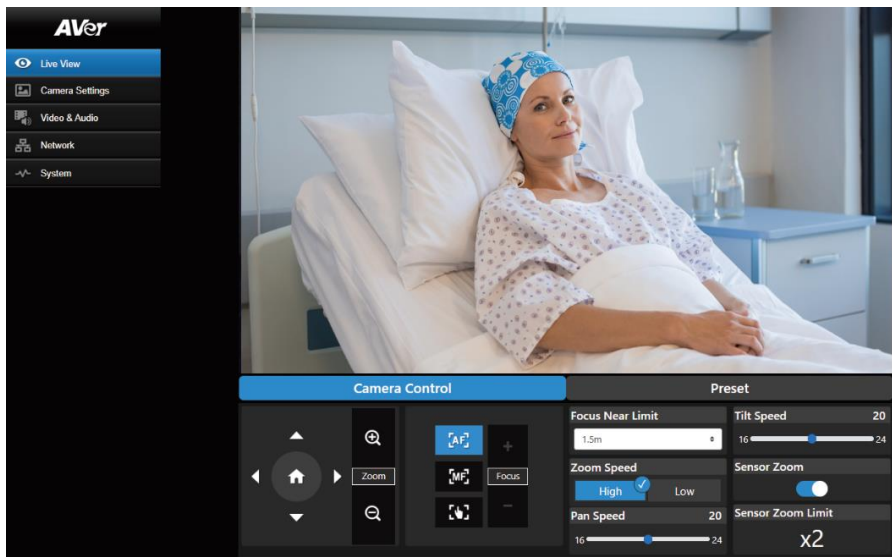 AVer
Live View
Camera Settings
Video & Audio
Network
System
Camera Control
Preset
Zoom
[AF]
[MF]
Focus
Focus Near Limit
1.5m
Zoom Speed
High
Low
Pan Speed 20
16 24
Tilt Speed 20
16 24
Sensor Zoom
Sensor Zoom Limit
x2